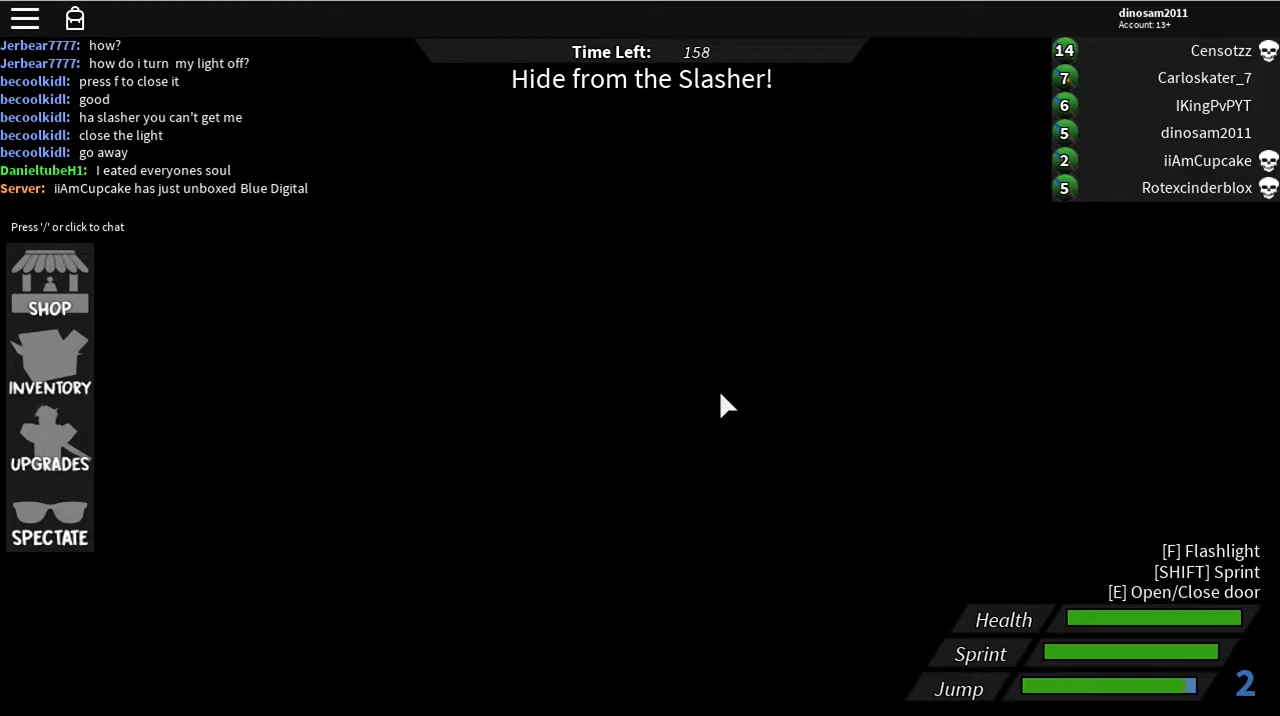 dinosam2011
Account: 13+
Jerbear7777: how?
Jerbear7777: how do i turn my light off?
becoolkidl: press f to close it
becoolkidl: good
becoolkidl: ha slasher you can't get me
becoolkidl: close the light
becoolkidl: go away
DanieltubeH1: I eated everyones soul
Server: iiAmCupcake has just unboxed Blue Digital
Press '/' or click to chat
Time Left: 158
Hide from the Slasher!
14 Censotzz
7 Carloskater_7
6 IKingPvPYT
5 dinosam2011
2 iiAmCupcake
5 Rotexcinderblox
SHOP
INVENTORY
UPGRADES
SPECTATE
[F] Flashlight
[SHIFT] Sprint
[E] Open/Close door
Health
Sprint
Jump
2